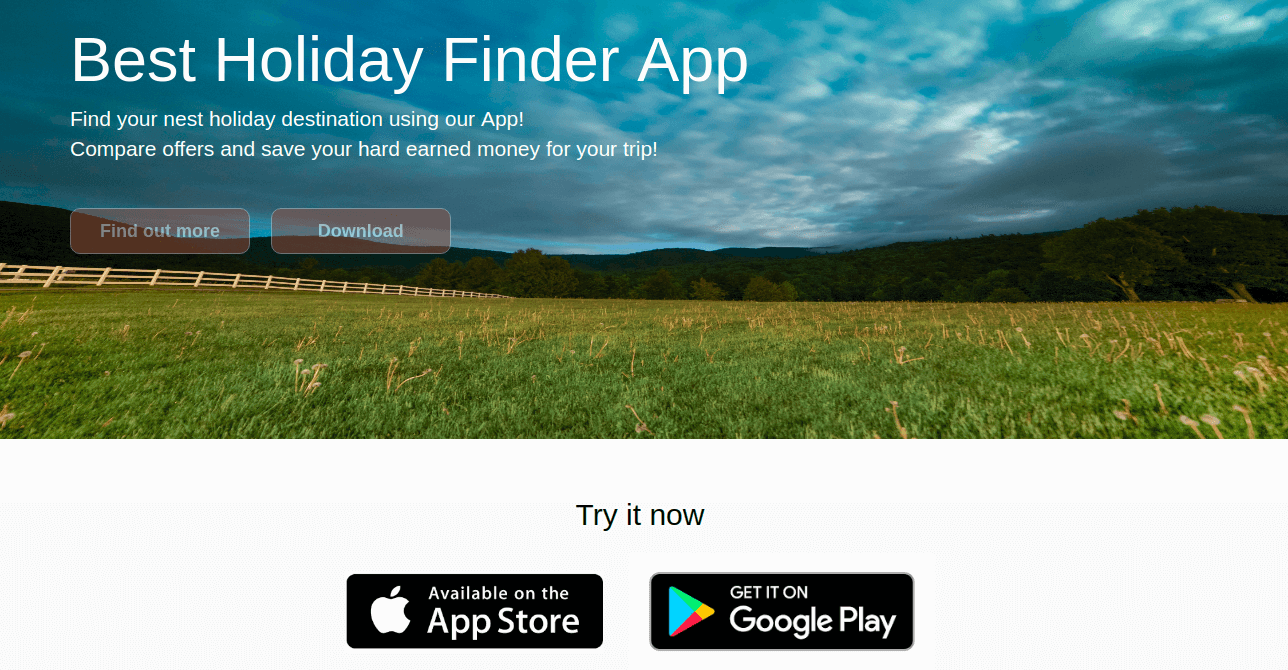 Best Holiday Finder App
Find your nest holiday destination using our App!
Compare offers and save your hard earned money for your trip!
Find out more
Download
Try it now
Available on the
App Store
GET IT ON
Google Play